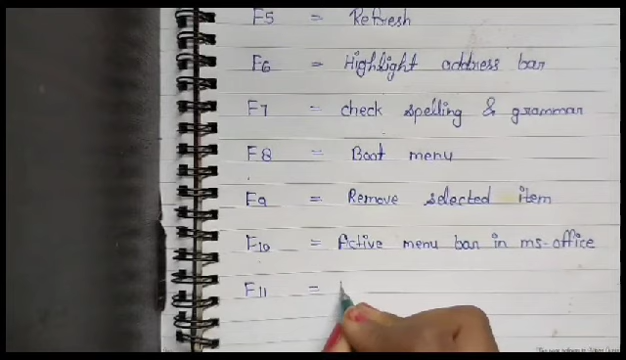 F5 = Refresh
F6 = Highlight address bar
F7 = check spelling & grammar
F8 = Boot menu
F9 = Remove selected item
F10 = Active menu bar in ms-office
F11 =